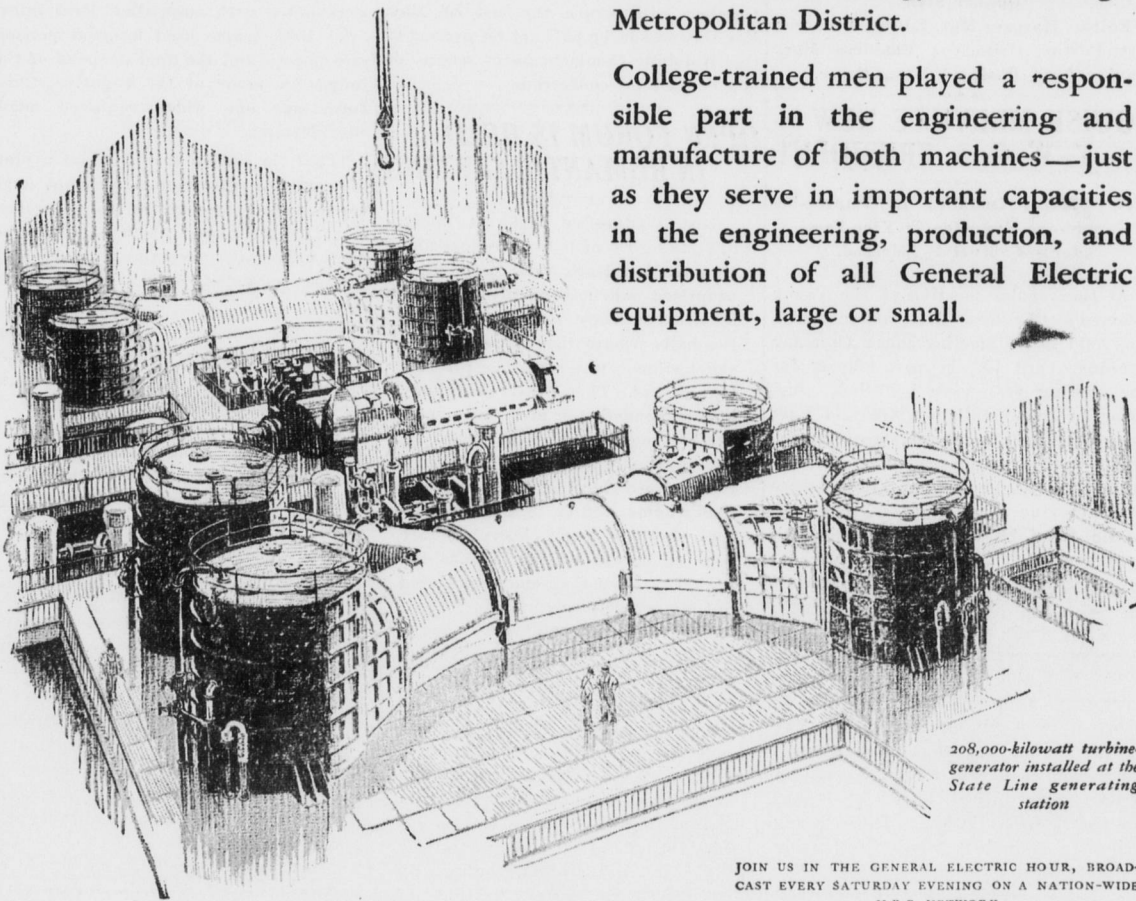 Metropolitan District.
College-trained men played a respon-
sible part in the engineering and
manufacture of both machines—just
as they serve in important capacities
in the engineering, production, and
distribution of all General Electric
equipment, large or small.
208,000-kilowatt turbine-
generator installed at the
State Line generating
station
JOIN US IN THE GENERAL ELECTRIC HOUR, BROAD-
CAST EVERY SATURDAY EVENING ON A NATION-WIDE